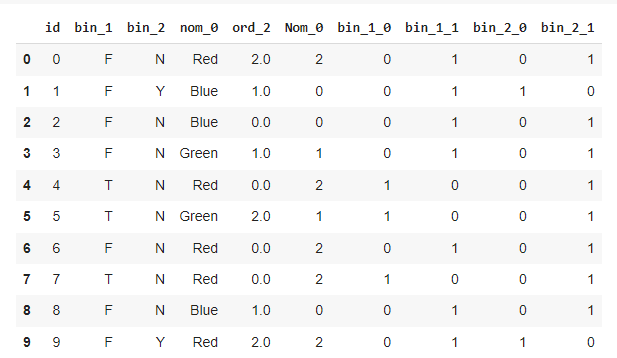 id bin_1 bin_2 nom_0 ord_2 Nom_0 bin_1_0 bin_1_1 bin_2_0 bin_2_1
0 0 F N Red 2.0 2 0 1 0 1
1 1 F Y Blue 1.0 0 0 1 1 0
2 2 F N Blue 0.0 0 0 1 0 1
3 3 F N Green 1.0 1 0 1 0 1
4 4 T N Red 0.0 2 1 0 0 1
5 5 T N Green 2.0 1 1 0 0 1
6 6 F N Red 0.0 2 0 1 0 1
7 7 T N Red 0.0 2 1 0 0 1
8 8 F N Blue 1.0 0 0 1 0 1
9 9 F Y Red 2.0 2 0 1 1 0